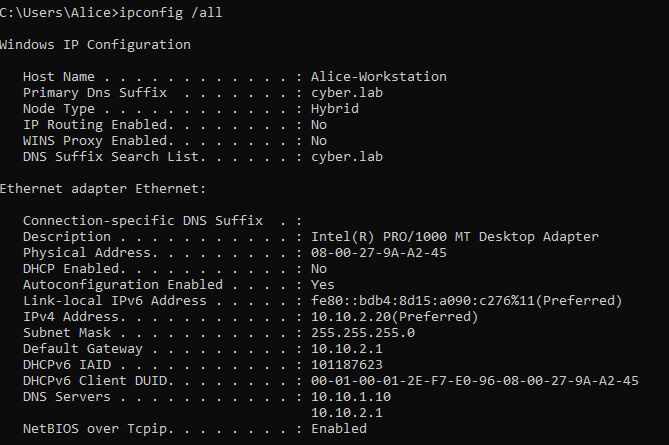 C:\Users\Alice>ipconfig /all
Windows IP Configuration
Host Name . . . . . . . . . . . . : Alice-Workstation
Primary Dns Suffix  . . . . . . . : cyber.lab
Node Type . . . . . . . . . . . . : Hybrid
IP Routing Enabled. . . . . . . . : No
WINS Proxy Enabled. . . . . . . . : No
DNS Suffix Search List. . . . . . : cyber.lab
Ethernet adapter Ethernet:
Connection-specific DNS Suffix  . :
Description . . . . . . . . . . . : Intel(R) PRO/1000 MT Desktop Adapter
Physical Address. . . . . . . . . : 08-00-27-9A-A2-45
DHCP Enabled. . . . . . . . . . . : No
Autoconfiguration Enabled . . . . : Yes
Link-local IPv6 Address . . . . . : fe80::bdb4:8d15:a090:c276%11(Preferred)
IPv4 Address. . . . . . . . . . . : 10.10.2.20(Preferred)
Subnet Mask . . . . . . . . . . . : 255.255.255.0
Default Gateway . . . . . . . . . : 10.10.2.1
DHCPv6 IAID . . . . . . . . . . . : 101187623
DHCPv6 Client DUID. . . . . . . . : 00-01-00-01-2E-F7-E0-96-08-00-27-9A-A2-45
DNS Servers . . . . . . . . . . . : 10.10.1.10
10.10.2.1
NetBIOS over Tcpip. . . . . . . . : Enabled